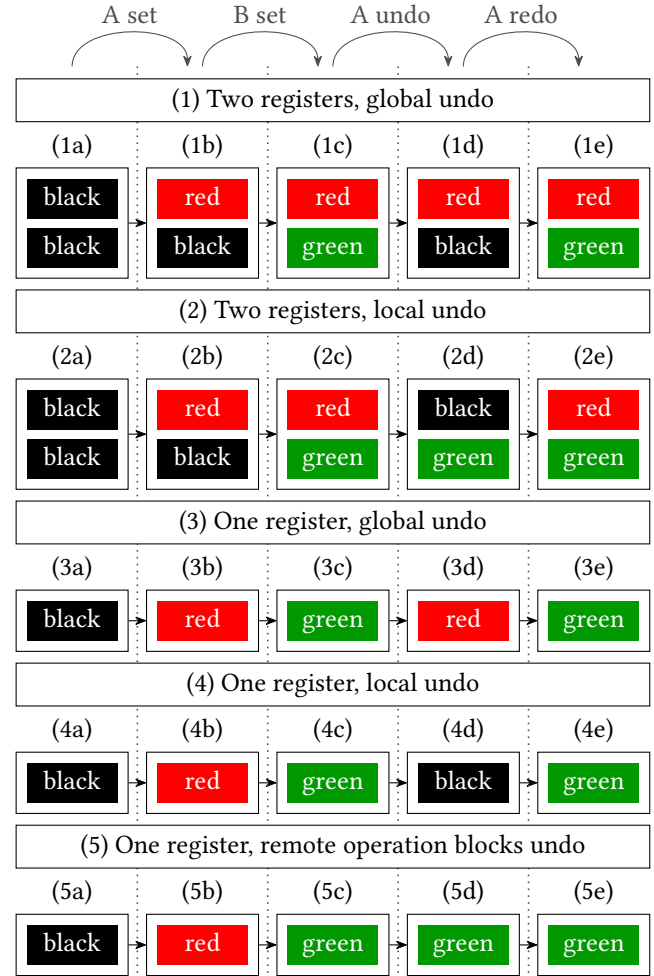 A set B set A undo A redo
(1) Two registers, global undo
(1a) (1b) (1c) (1d) (1e)
black red red red red
black black green black green
(2) Two registers, local undo
(2a) (2b) (2c) (2d) (2e)
black red red black red
black black green green green
(3) One register, global undo
(3a) (3b) (3c) (3d) (3e)
black red green red green
(4) One register, local undo
(4a) (4b) (4c) (4d) (4e)
black red green black green
(5) One register, remote operation blocks undo
(5a) (5b) (5c) (5d) (5e)
black red green green green